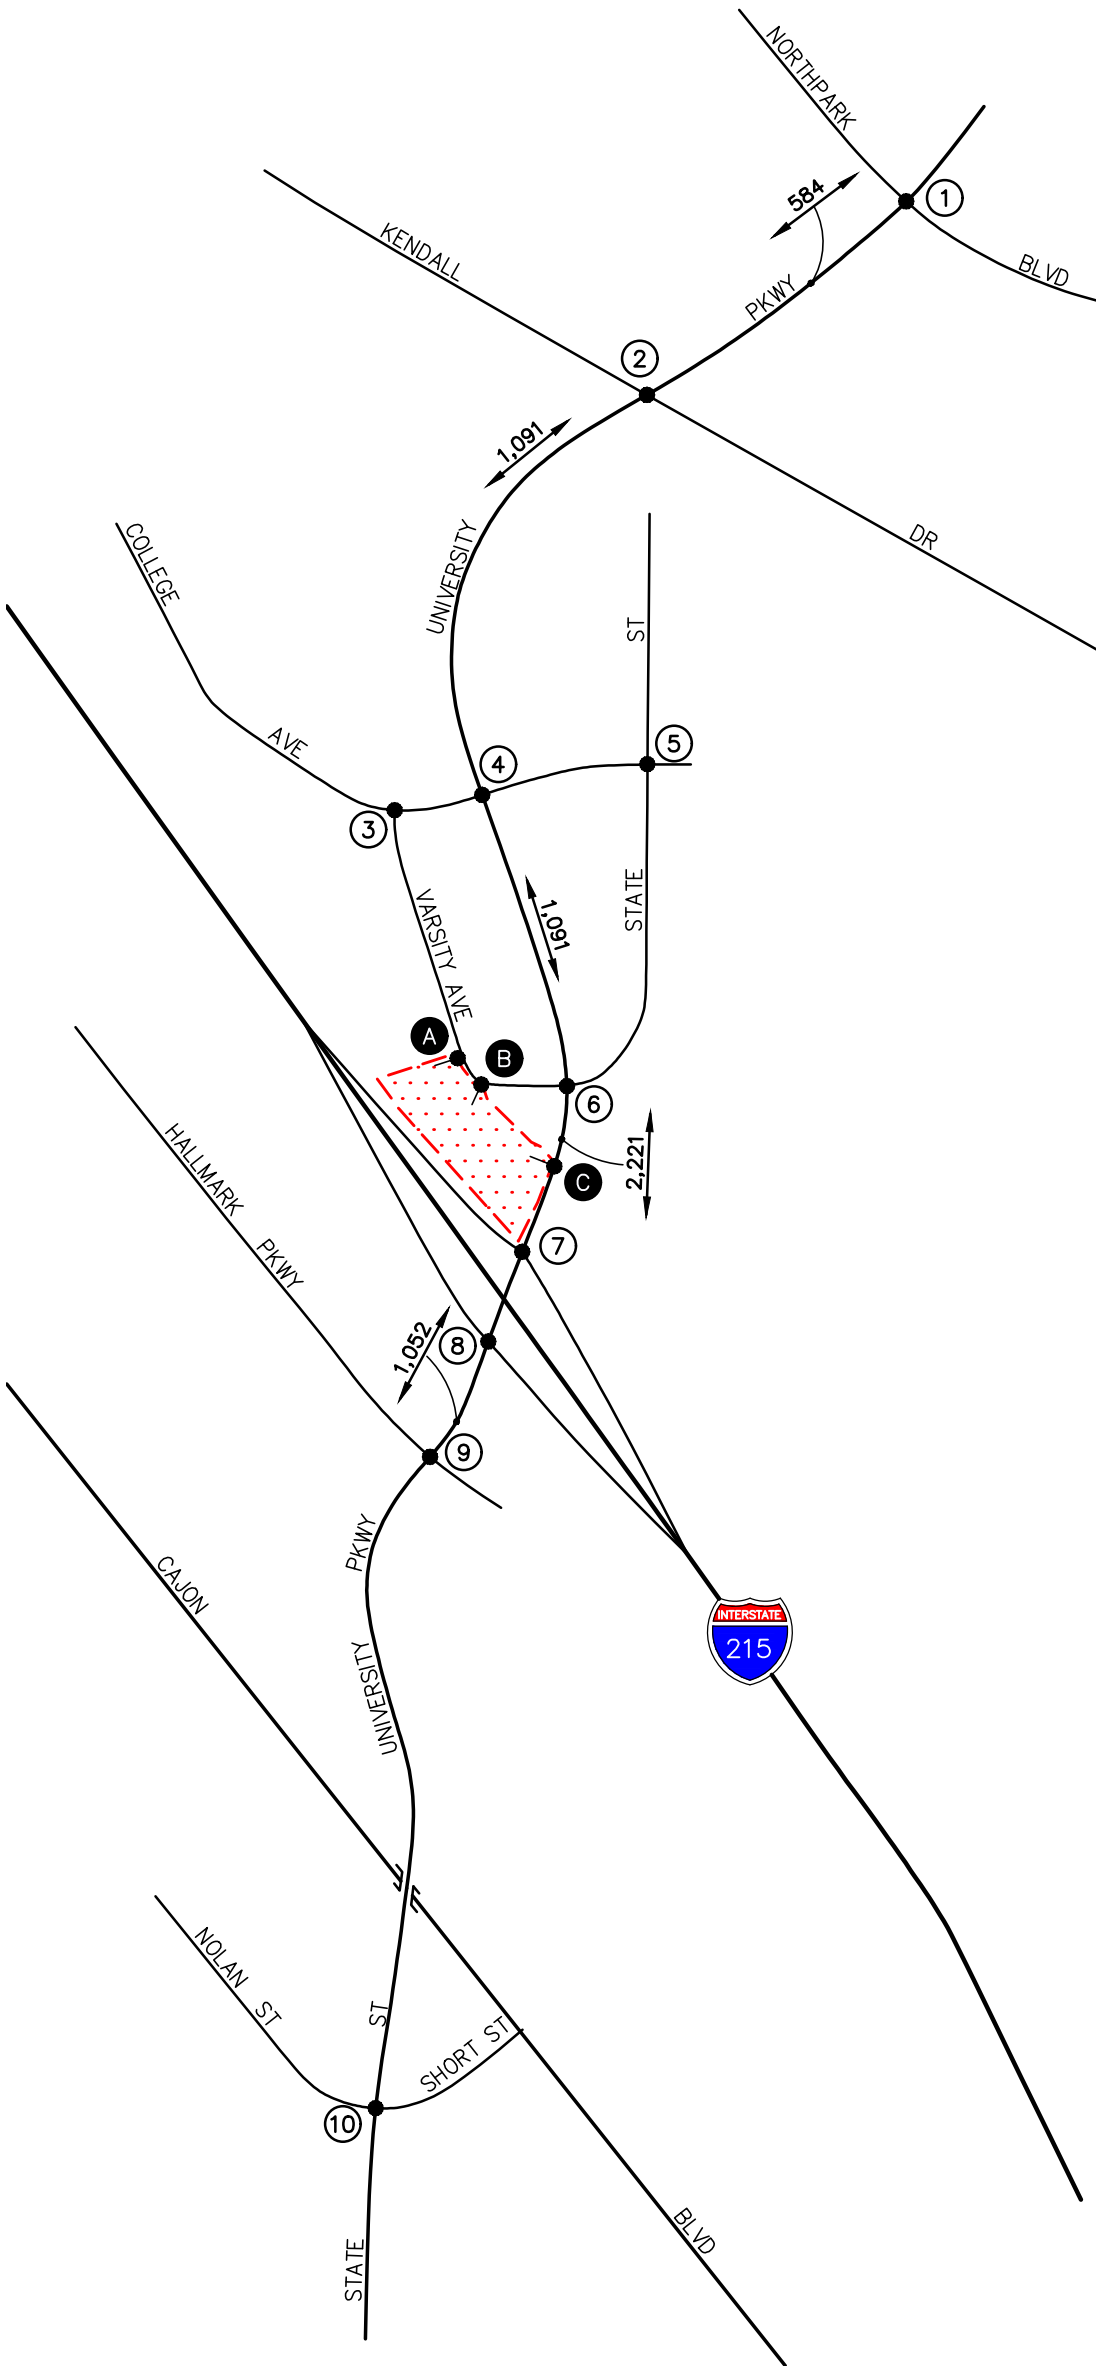 NORTHPARK
584
1
KENDALL
BLVD
PKWY
2
1,091
UNIVERSITY
DR
COLLEGE
ST
AVE
5
4
3
STATE
VARSITY AVE
1,091
A
B
6
HALLMARK
2,221
C
PKWY
7
1,052
8
9
PKWY
CAJON
INTERSTATE
215
UNIVERSITY
NOLAN ST
ST
SHORT ST
10
BLVD
STATE